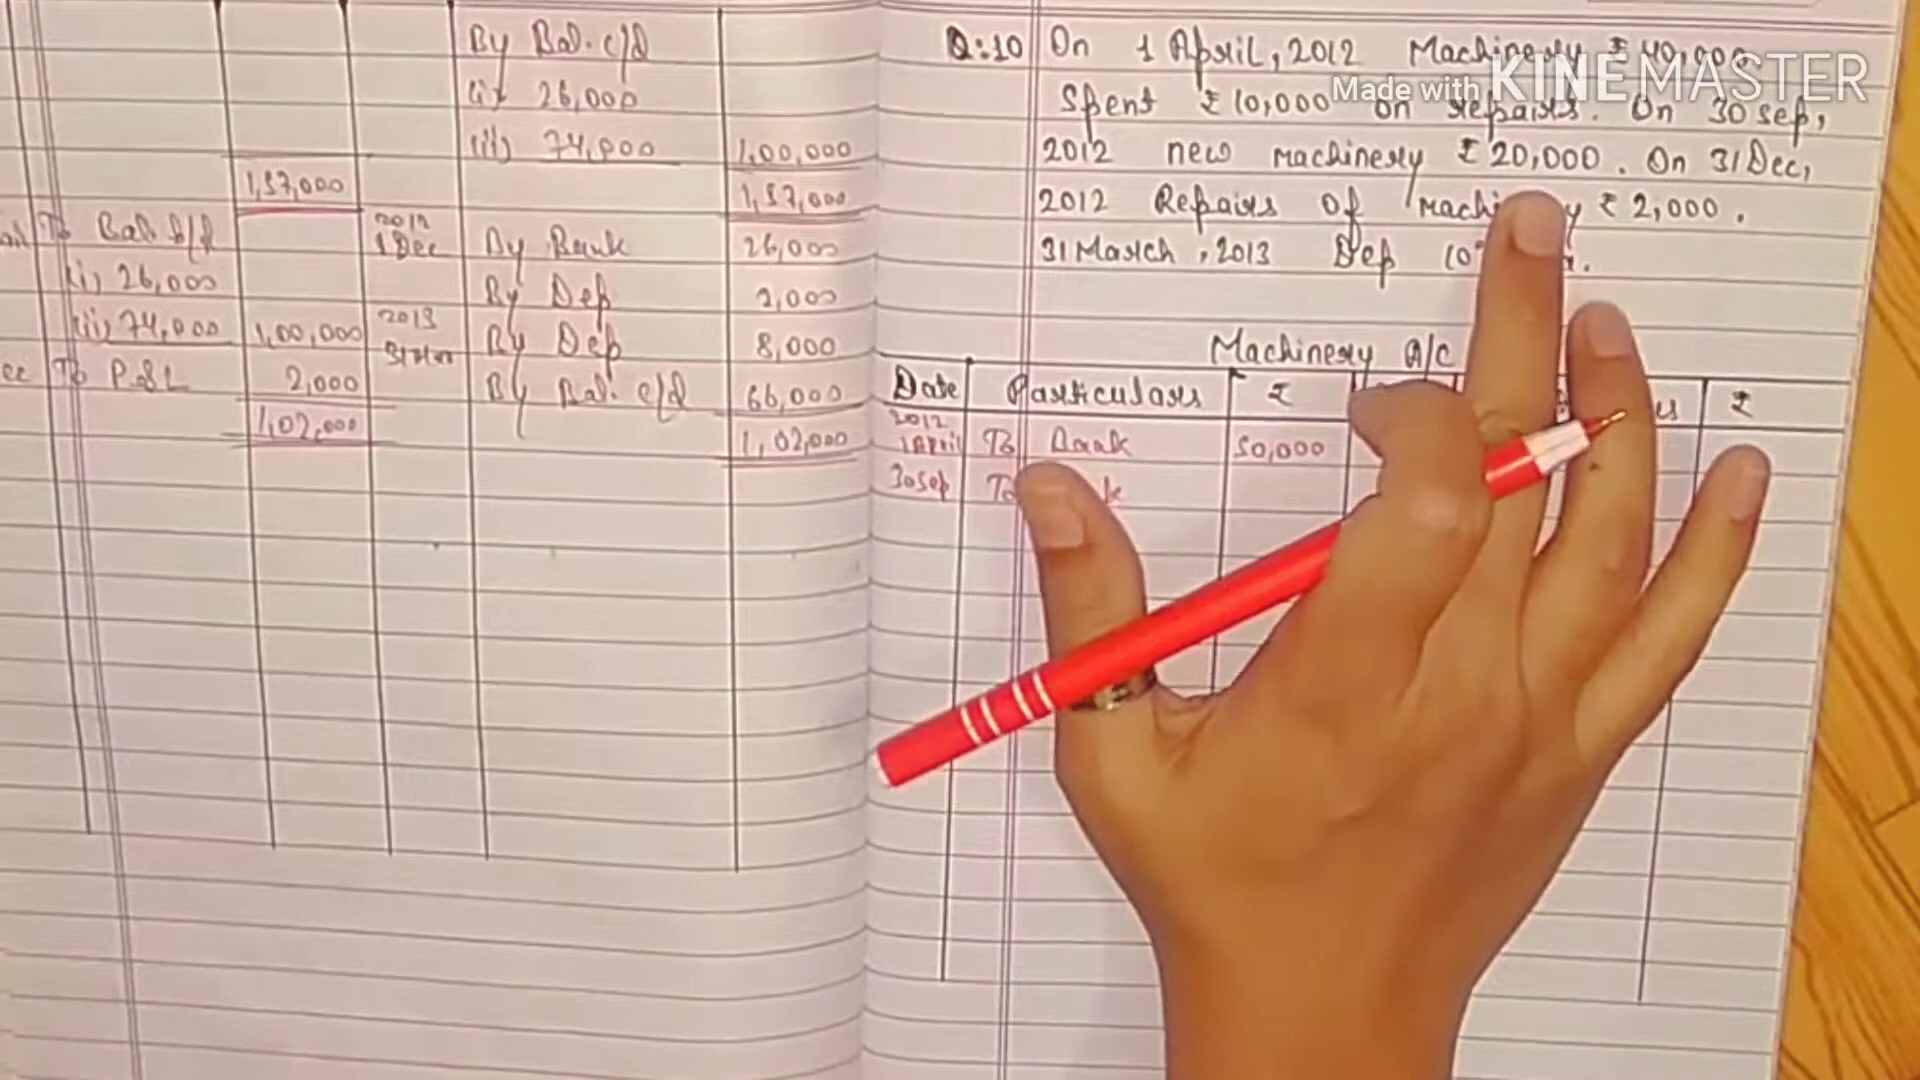 By Bal. c/d
(i) 26,000
(ii) 74,000 1,00,000
1,37,000 1,37,000
To Bal. b/d 2012 1 Dec By Bank 26,000
(i) 26,000 By Dep 2,000
(ii) 74,000 1,00,000 2013 By Dep 8,000
To P&L 2,000 By Bal. c/d 66,000
1,02,000 1,02,000
Q:10 On 1 April, 2012 Machinery ₹ 40,000
Spent ₹ 10,000 on repairs. On 30 sep,
2012 new machinery ₹ 20,000. On 31 Dec,
2012 Repairs of ₹ 2,000.
31 March, 2013 Dep
Machinery A/C
Date Particulars ₹ ₹
2012
1 April To Bank 50,000
30 Sep To
Made with KINEMASTER